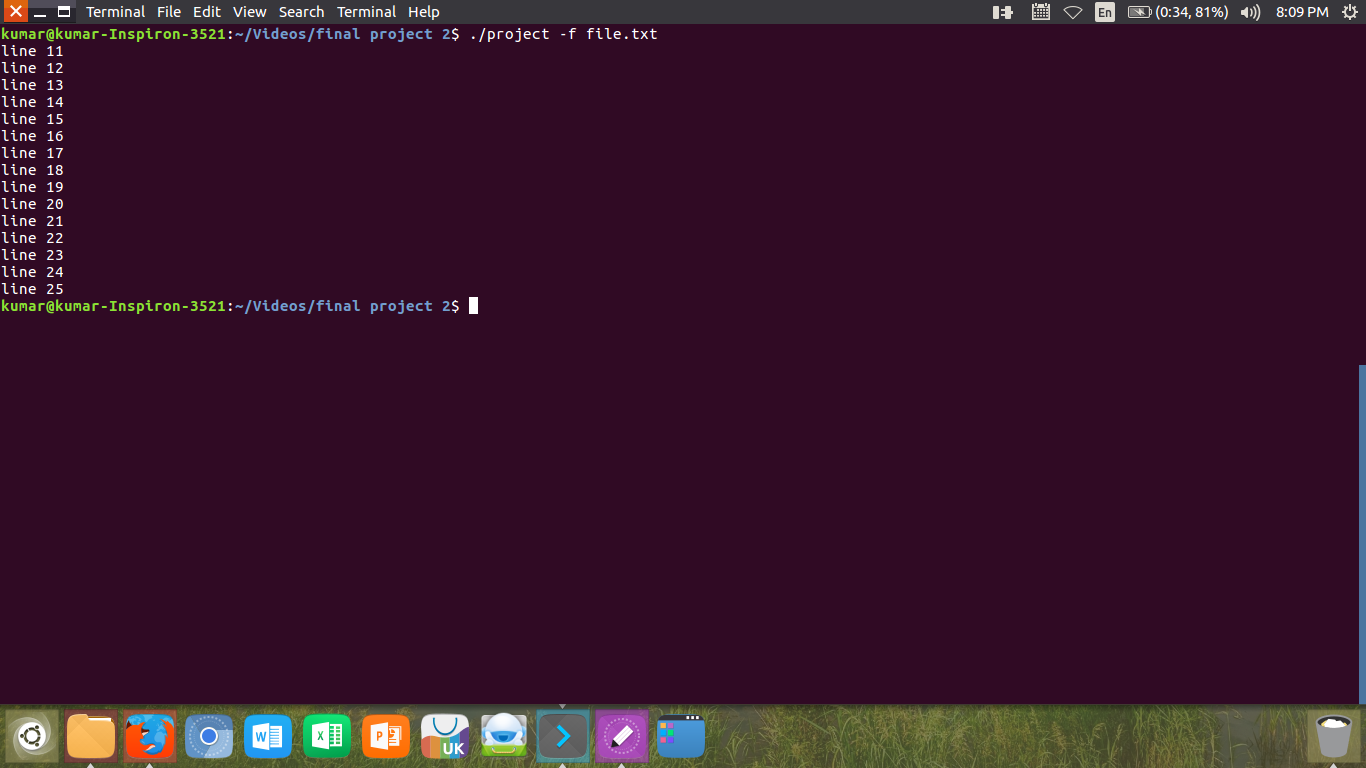 Terminal File Edit View Search Terminal Help En (0:34, 81%) 8:09 PM
kumar@kumar-Inspiron-3521:~/Videos/final project 2$ ./project -f file.txt
line 11
line 12
line 13
line 14
line 15
line 16
line 17
line 18
line 19
line 20
line 21
line 22
line 23
line 24
line 25
kumar@kumar-Inspiron-3521:~/Videos/final project 2$
W X P UK